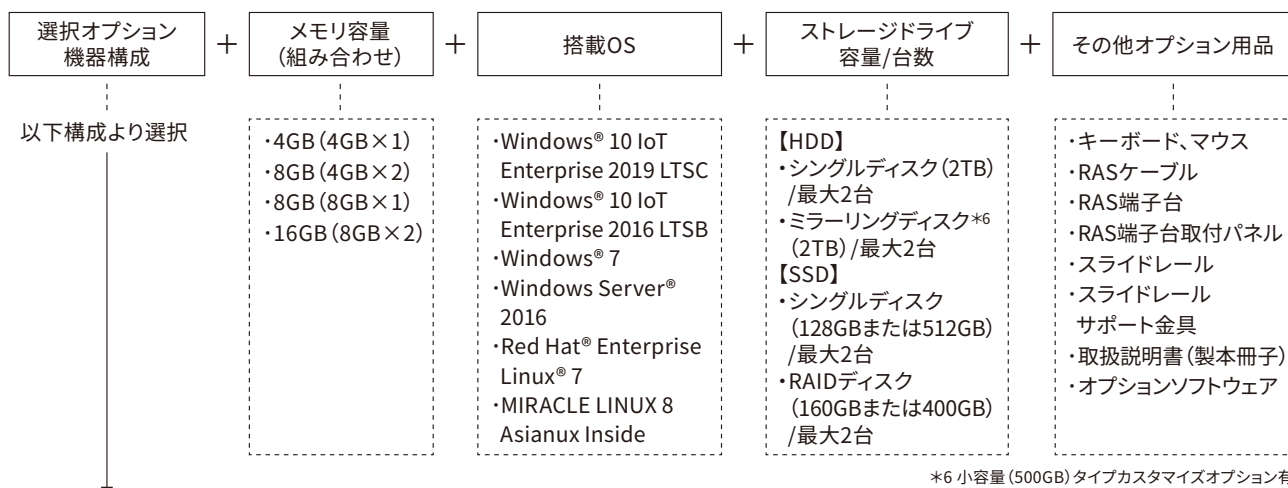 選択オプション
機器構成
+
メモリ容量
(組み合わせ)
+
搭載OS
+
ストレージドライブ
容量/台数
+
その他オプション用品
以下構成より選択
・4GB(4GB×1)
・8GB(4GB×2)
・8GB(8GB×1)
・16GB(8GB×2)
・Windows® 10 IoT
Enterprise 2019 LTSC
・Windows® 10 IoT
Enterprise 2016 LTSB
・Windows® 7
・Windows Server®
2016
・Red Hat® Enterprise
Linux® 7
・MIRACLE LINUX 8
Asianux Inside
【HDD】
・シングルディスク(2TB)
/最大2台
・ミラーリングディスク*6
(2TB)/最大2台
【SSD】
・シングルディスク
(128GBまたは512GB)
/最大2台
・RAIDディスク
(160GBまたは400GB)
/最大2台
・キーボード、マウス
・RASケーブル
・RAS端子台
・RAS端子台取付パネル
・スライドレール
・スライドレール
サポート金具
・取扱説明書(製本冊子)
・オプションソフトウェア
*6 小容量(500GB)タイプカスタマイズオプション有